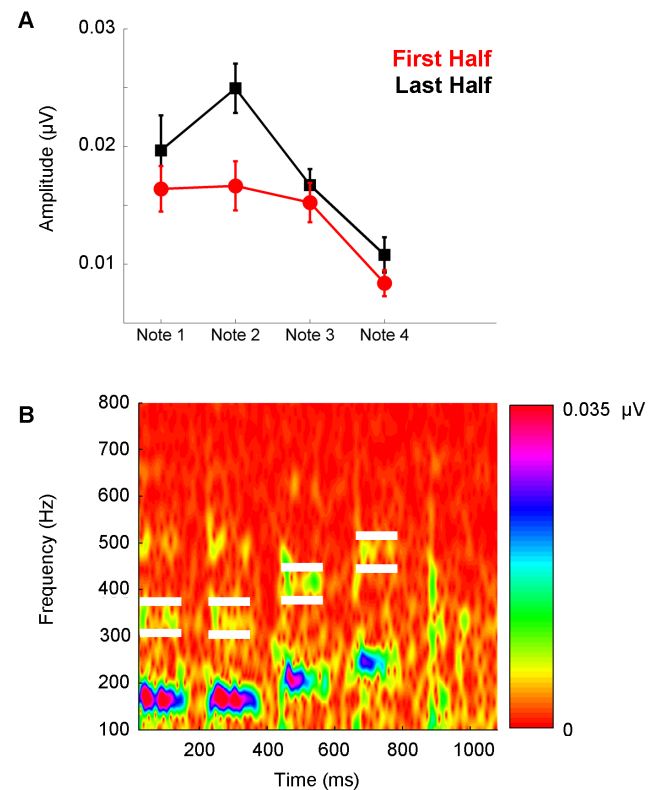 A
0.03
0.02
0.01
Amplitude (µV)
First Half
Last Half
Note 1 Note 2 Note 3 Note 4
B
800
700
600
500
400
300
200
100
Frequency (Hz)
200 400 600 800 1000
Time (ms)
0.035 µV
0